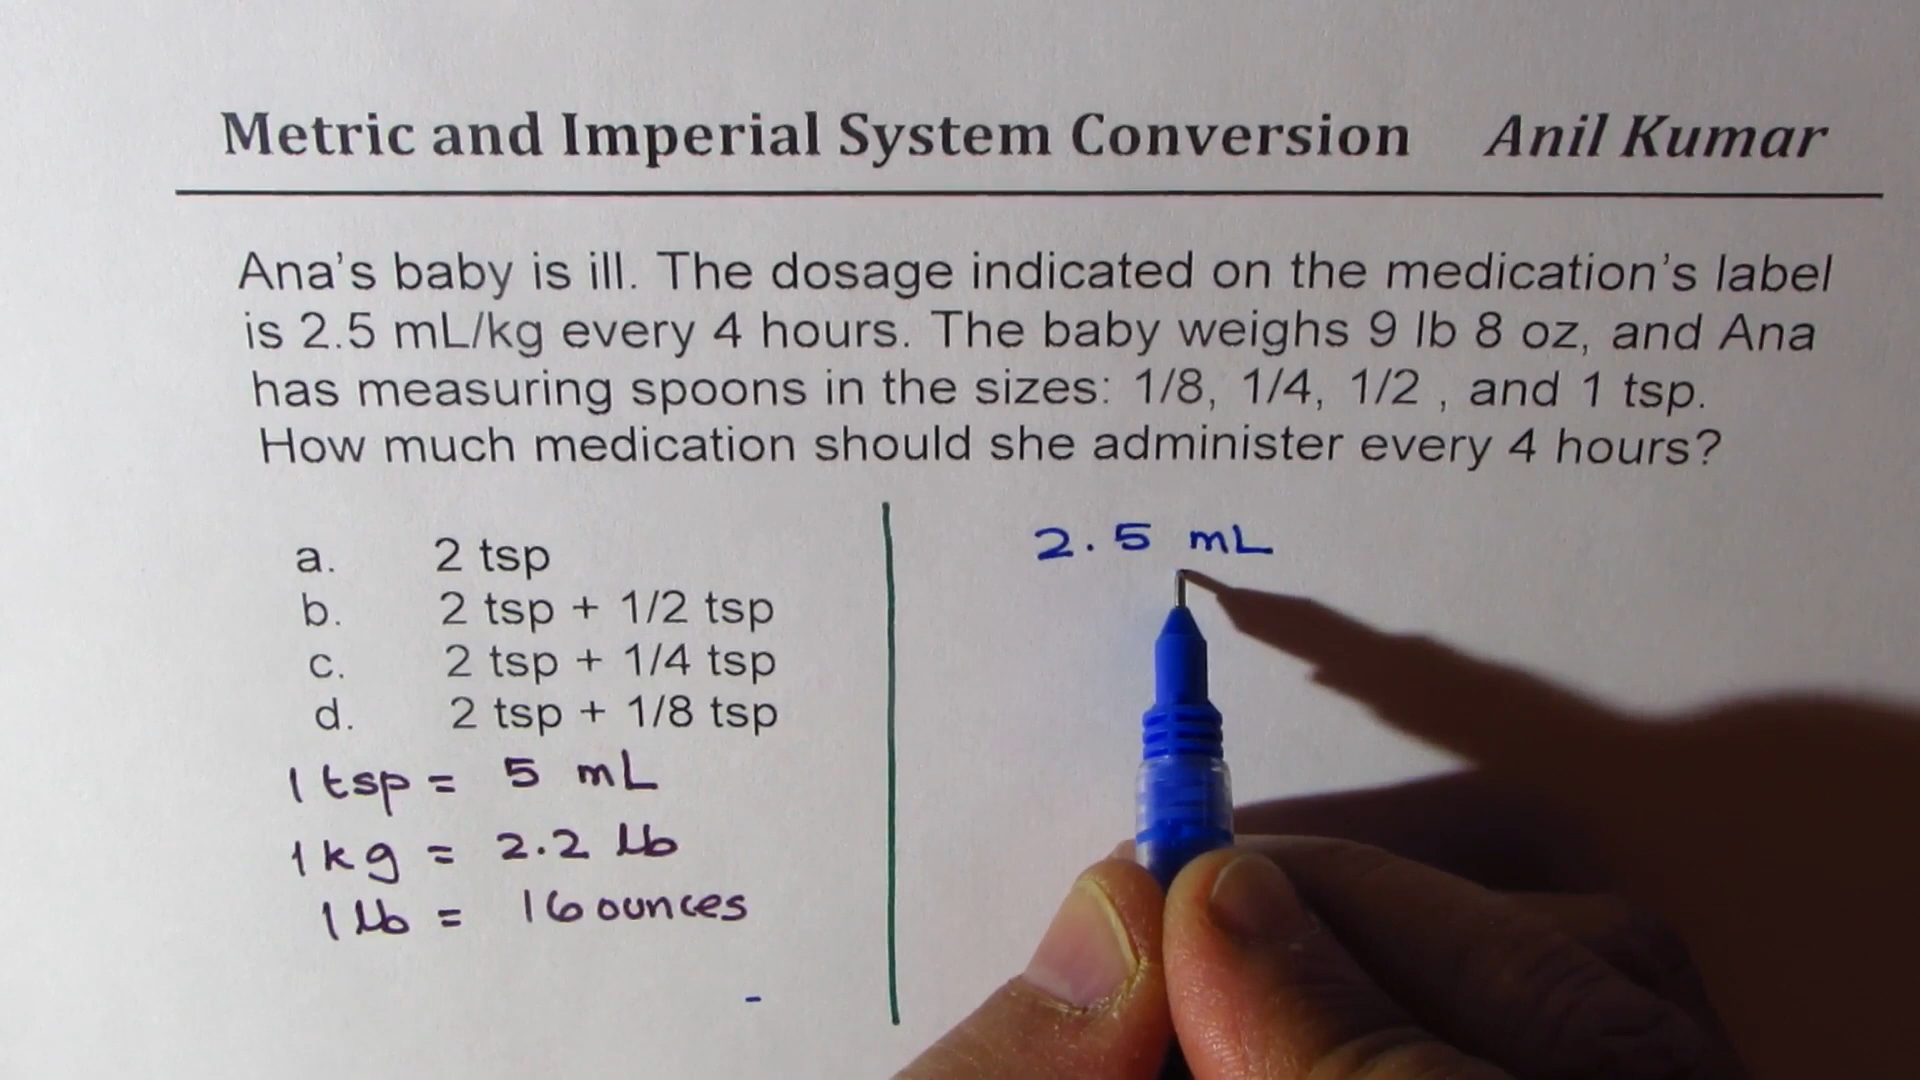 Metric and Imperial System Conversion Anil Kumar
Ana's baby is ill. The dosage indicated on the medication's label
is 2.5 mL/kg every 4 hours. The baby weighs 9 lb 8 oz, and Ana
has measuring spoons in the sizes: 1/8, 1/4, 1/2 , and 1 tsp.
How much medication should she administer every 4 hours?
a. 2 tsp
b. 2 tsp + 1/2 tsp
c. 2 tsp + 1/4 tsp
d. 2 tsp + 1/8 tsp
1 tsp = 5 mL
1 kg = 2.2 lb
1 lb = 16 ounces
2.5 mL